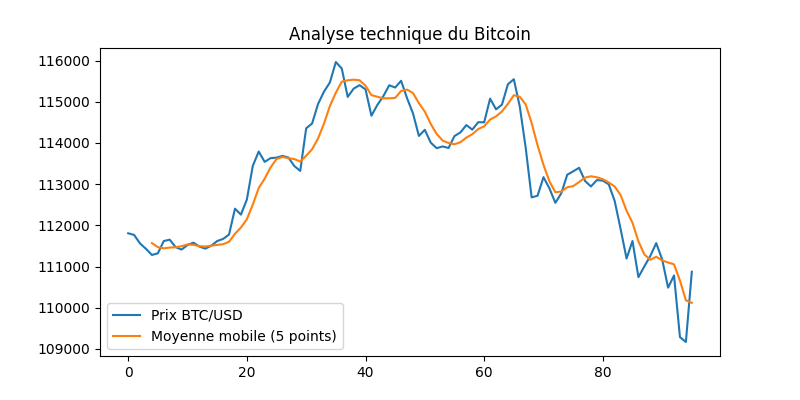 Analyse technique du Bitcoin
116000
115000
114000
113000
112000
111000
110000
109000
Prix BTC/USD
Moyenne mobile (5 points)
0 20 40 60 80